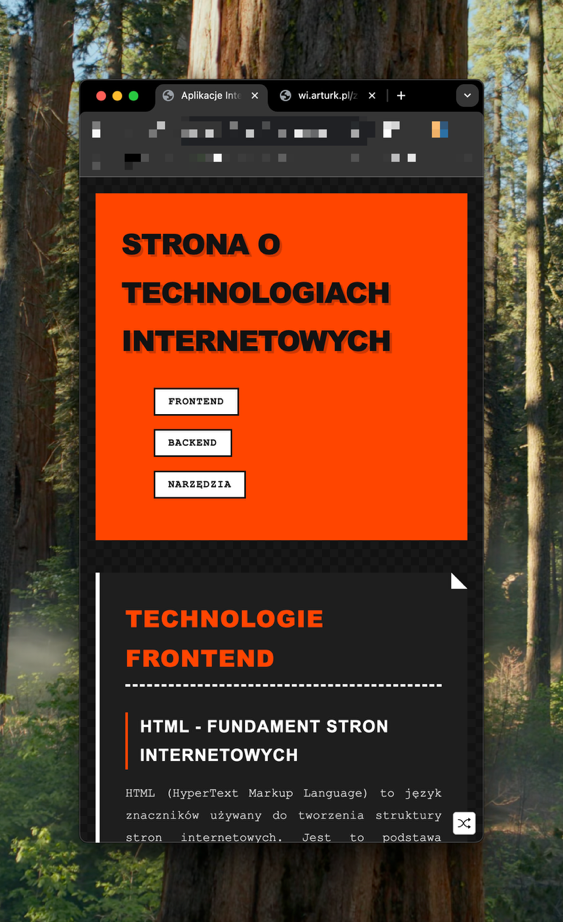 Aplikacje Inte
wi.arturk.pl/z
STRONA O
TECHNOLOGIACH
INTERNETOWYCH
FRONTEND
BACKEND
NARZĘDZIA
TECHNOLOGIE
FRONTEND
HTML - FUNDAMENT STRON
INTERNETOWYCH
HTML (HyperText Markup Language) to język
znaczników używany do tworzenia struktury
stron internetowych. Jest to podstawa